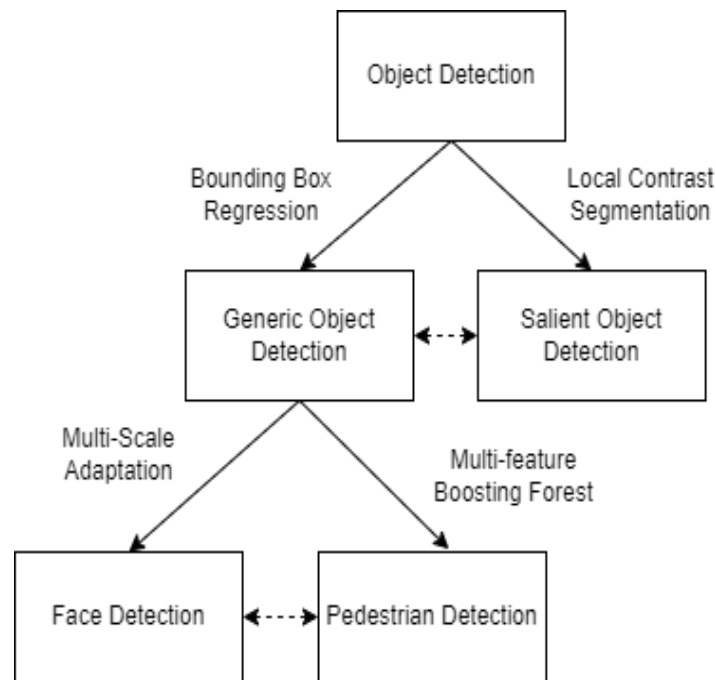 Object Detection
Bounding Box
Regression
Local Contrast
Segmentation
Generic Object
Detection
Salient Object
Detection
Multi-Scale
Adaptation
Multi-feature
Boosting Forest
Face Detection
Pedestrian Detection